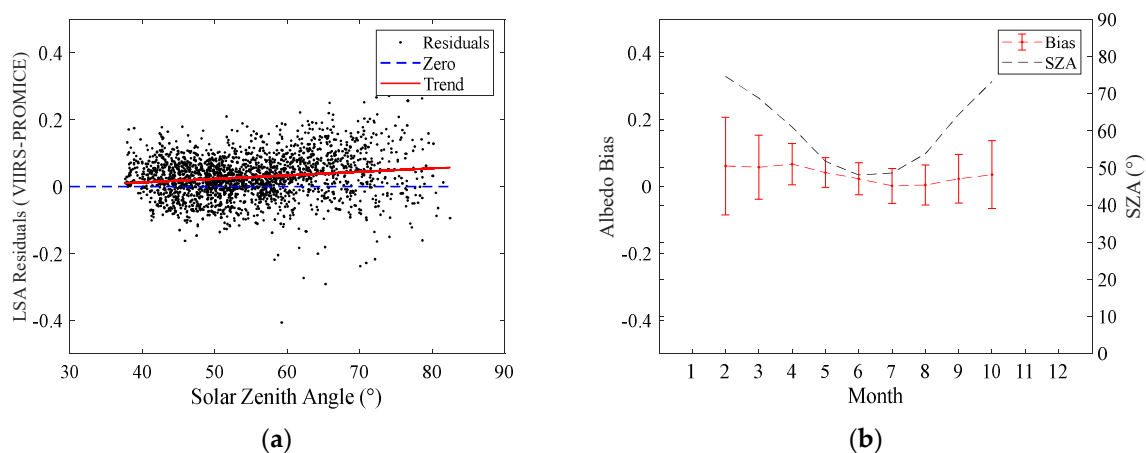 0.4
0.2
0
-0.2
-0.4
LSA Residuals ( VIIRS-PROMICE)
Residuals
Zero
Trend
30 40 50 60 70 80 90
Solar Zenith Angle (°)
(a)
0.4
0.2
0
-0.2
-0.4
Albedo Bias
Bias
SZA
90
80
70
60
50
40
30
20
10
0
SZA (°)
1 2 3 4 5 6 7 8 9 10 11 12
Month
(b)